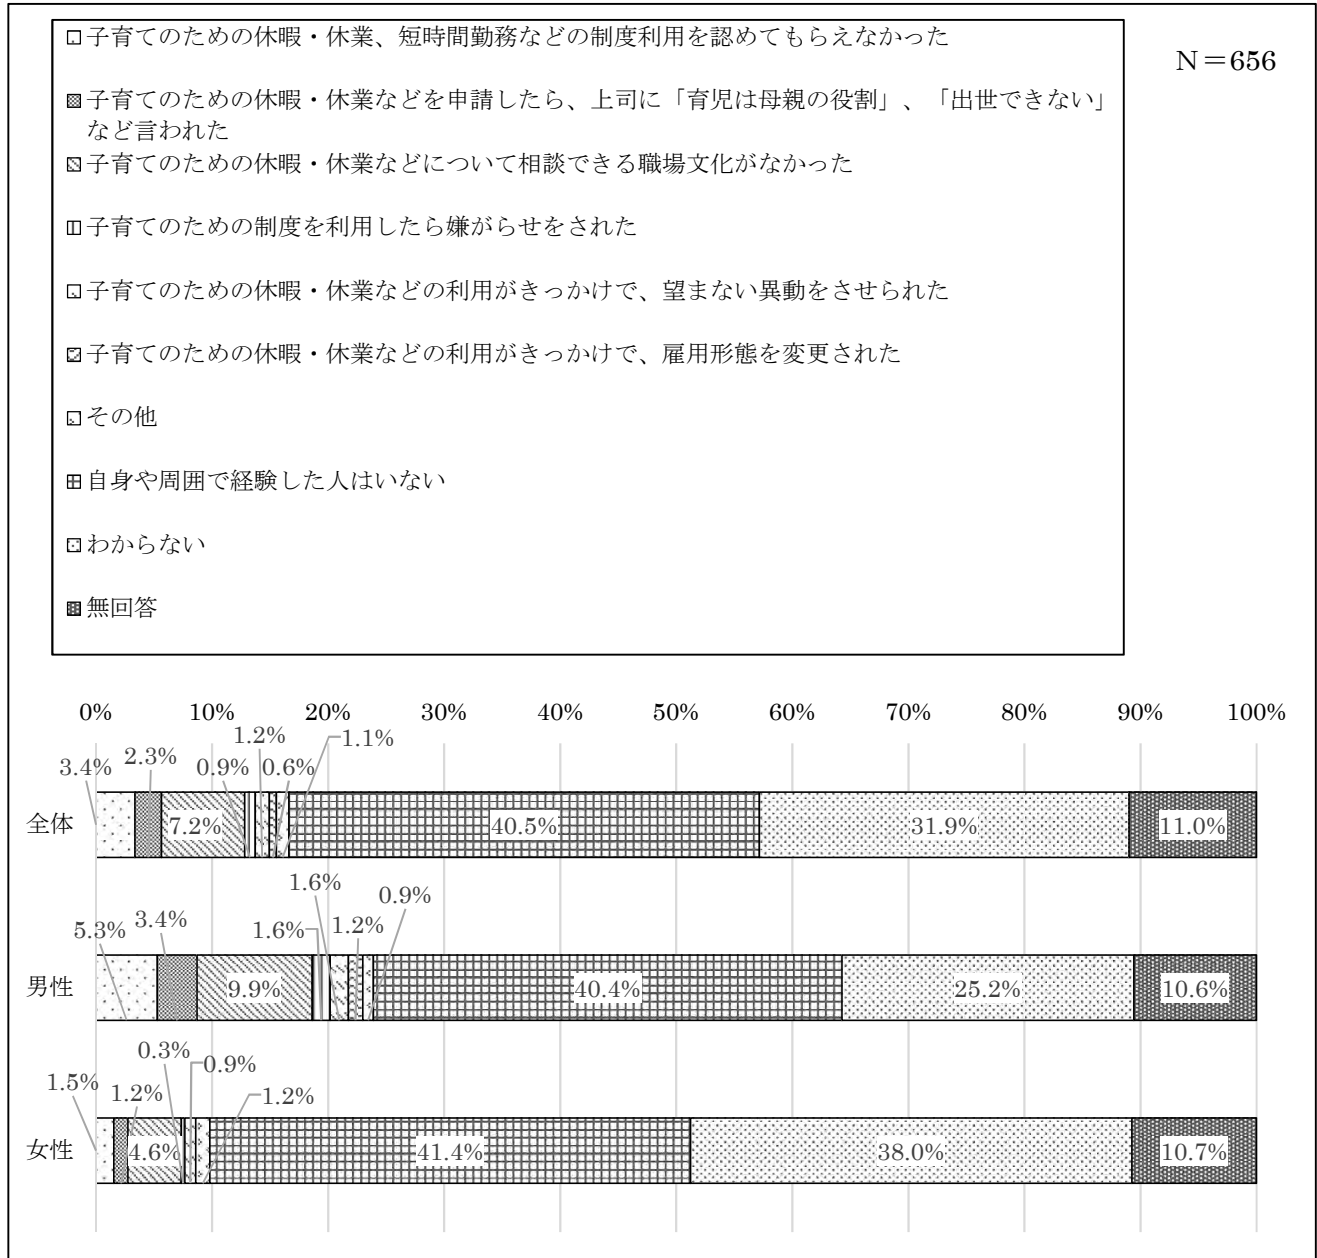 子育てのための休暇・休業、短時間勤務などの制度利用を認めてもらえなかった
N＝656
子育てのための休暇・休業などを申請したら、上司に「育児は母親の役割」、「出世できない」
など言われた
子育てのための休暇・休業などについて相談できる職場文化がなかった
子育てのための制度を利用したら嫌がらせをされた
子育てのための休暇・休業などの利用がきっかけで、望まない異動をさせられた
子育てのための休暇・休業などの利用がきっかけで、雇用形態を変更された
その他
自身や周囲で経験した人はいない
わからない
無回答
0% 10% 20% 30% 40% 50% 60% 70% 80% 90% 100%
3.4% 2.3% 0.9% 1.2% 0.6% 1.1%
全体 7.2% 40.5% 31.9% 11.0%
5.3% 3.4% 1.6% 1.6% 1.2% 0.9%
男性 9.9% 40.4% 25.2% 10.6%
1.5% 1.2% 0.3% 0.9% 1.2%
女性 4.6% 41.4% 38.0% 10.7%